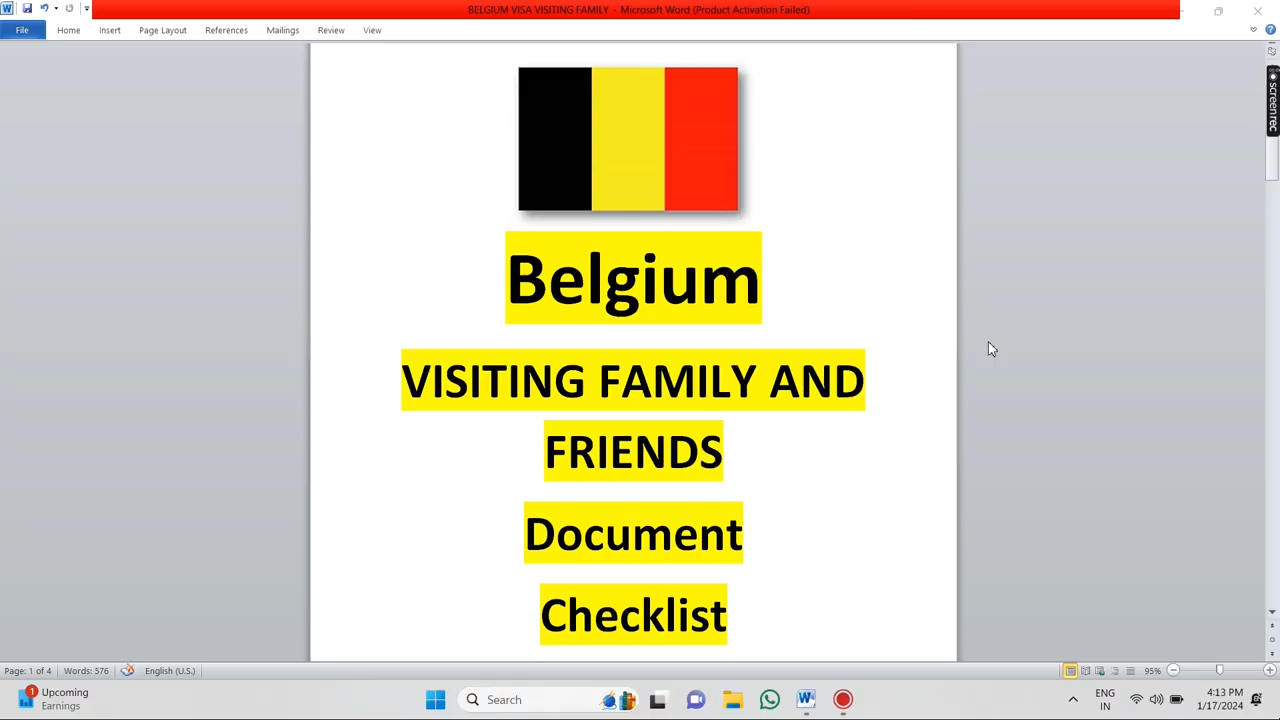 BELGIUM VISA VISITING FAMILY - Microsoft Word (Product Activation Failed)
File Home Insert Page Layout References Mailings Review View
screenrec
Belgium
VISITING FAMILY AND
FRIENDS
Document
Checklist
Page: 1 of 4 Words: 576 English (U.S.) 95%
1 Upcoming
Earnings
Search
ENG
IN
4:13 PM
1/17/2024